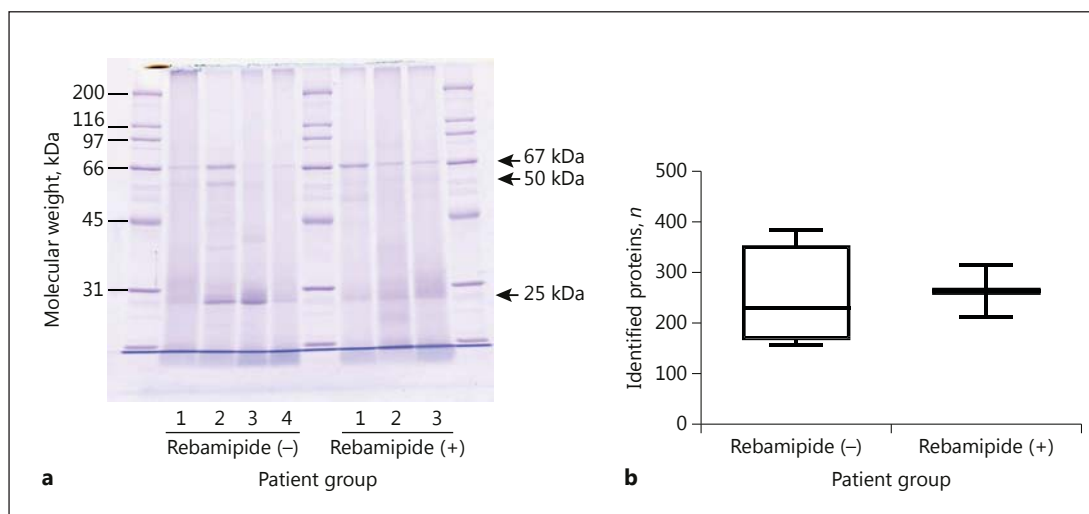 Molecular weight, kDa
200
116
97
66
45
31
67 kDa
50 kDa
25 kDa
1 2 3 4 1 2 3
Rebamipide (–) Rebamipide (+)
a Patient group
Identified proteins, n
500
400
300
200
100
0
Rebamipide (–) Rebamipide (+)
b Patient group